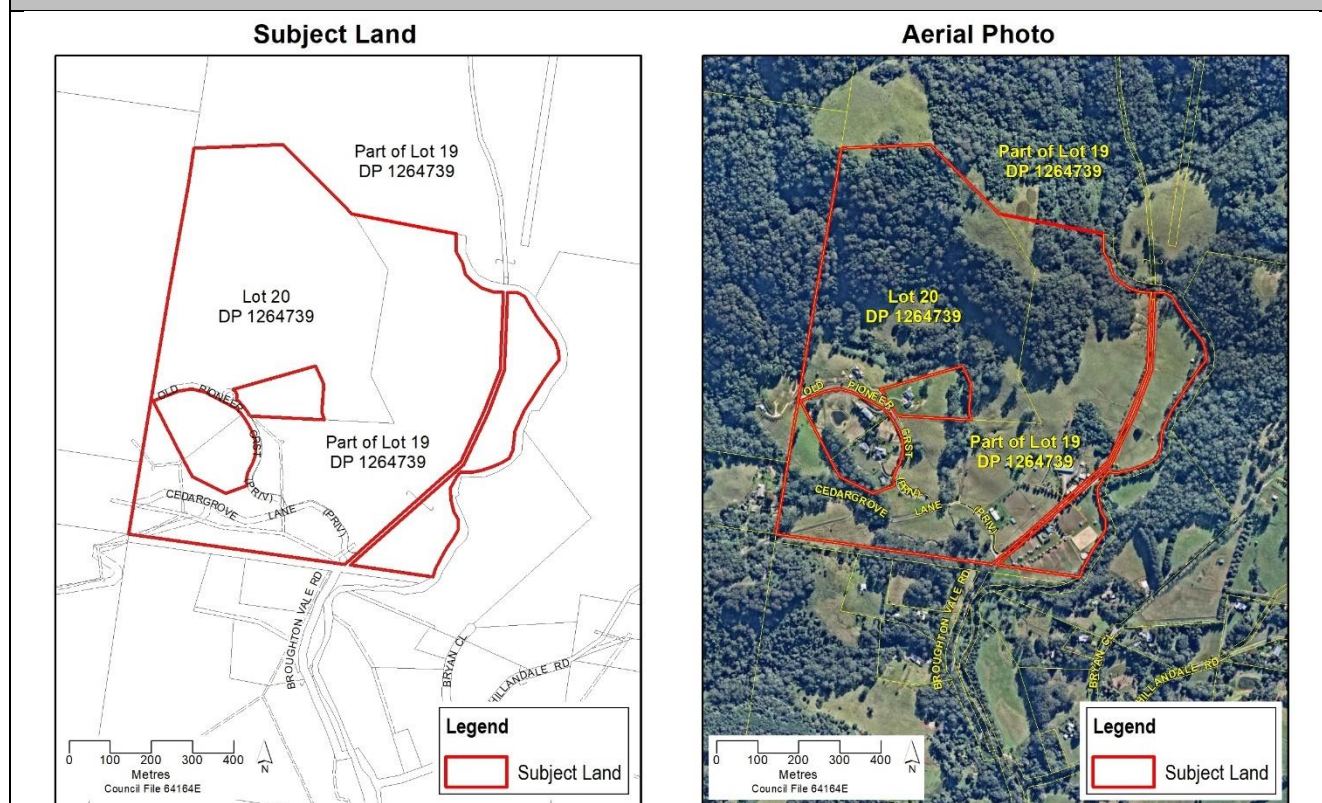 Subject Land
Part of Lot 19
DP 1264739
Lot 20
DP 1264739
OLD PIONEER CRST (PRIV)
Part of Lot 19
DP 1264739
CEDARGROVE LANE (PRIV)
BROUGHTON VALE RD
BRYAN CL
HILLANDALE RD
0 100 200 300 400
Metres
Council File 64164E
N
Legend
Subject Land
Aerial Photo
Part of Lot 19
DP 1264739
Lot 20
DP 1264739
OLD PIONEER CRST (PRIV)
Part of Lot 19
DP 1264739
CEDARGROVE LANE (PRIV)
BROUGHTON VALE RD
BRYAN CL
HILLANDALE RD
0 100 200 300 400
Metres
Council File 64164E
N
Legend
Subject Land